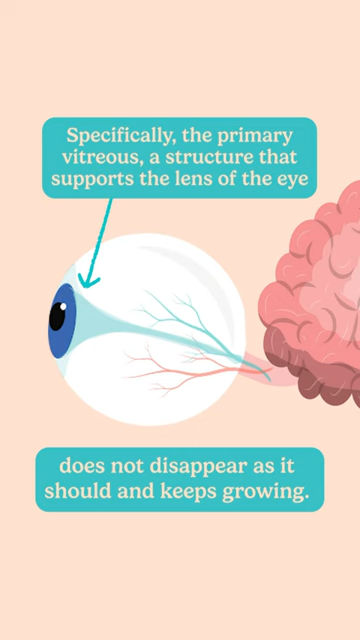 Specifically, the primary
vitreous, a structure that
supports the lens of the eye
does not disappear as it
should and keeps growing.